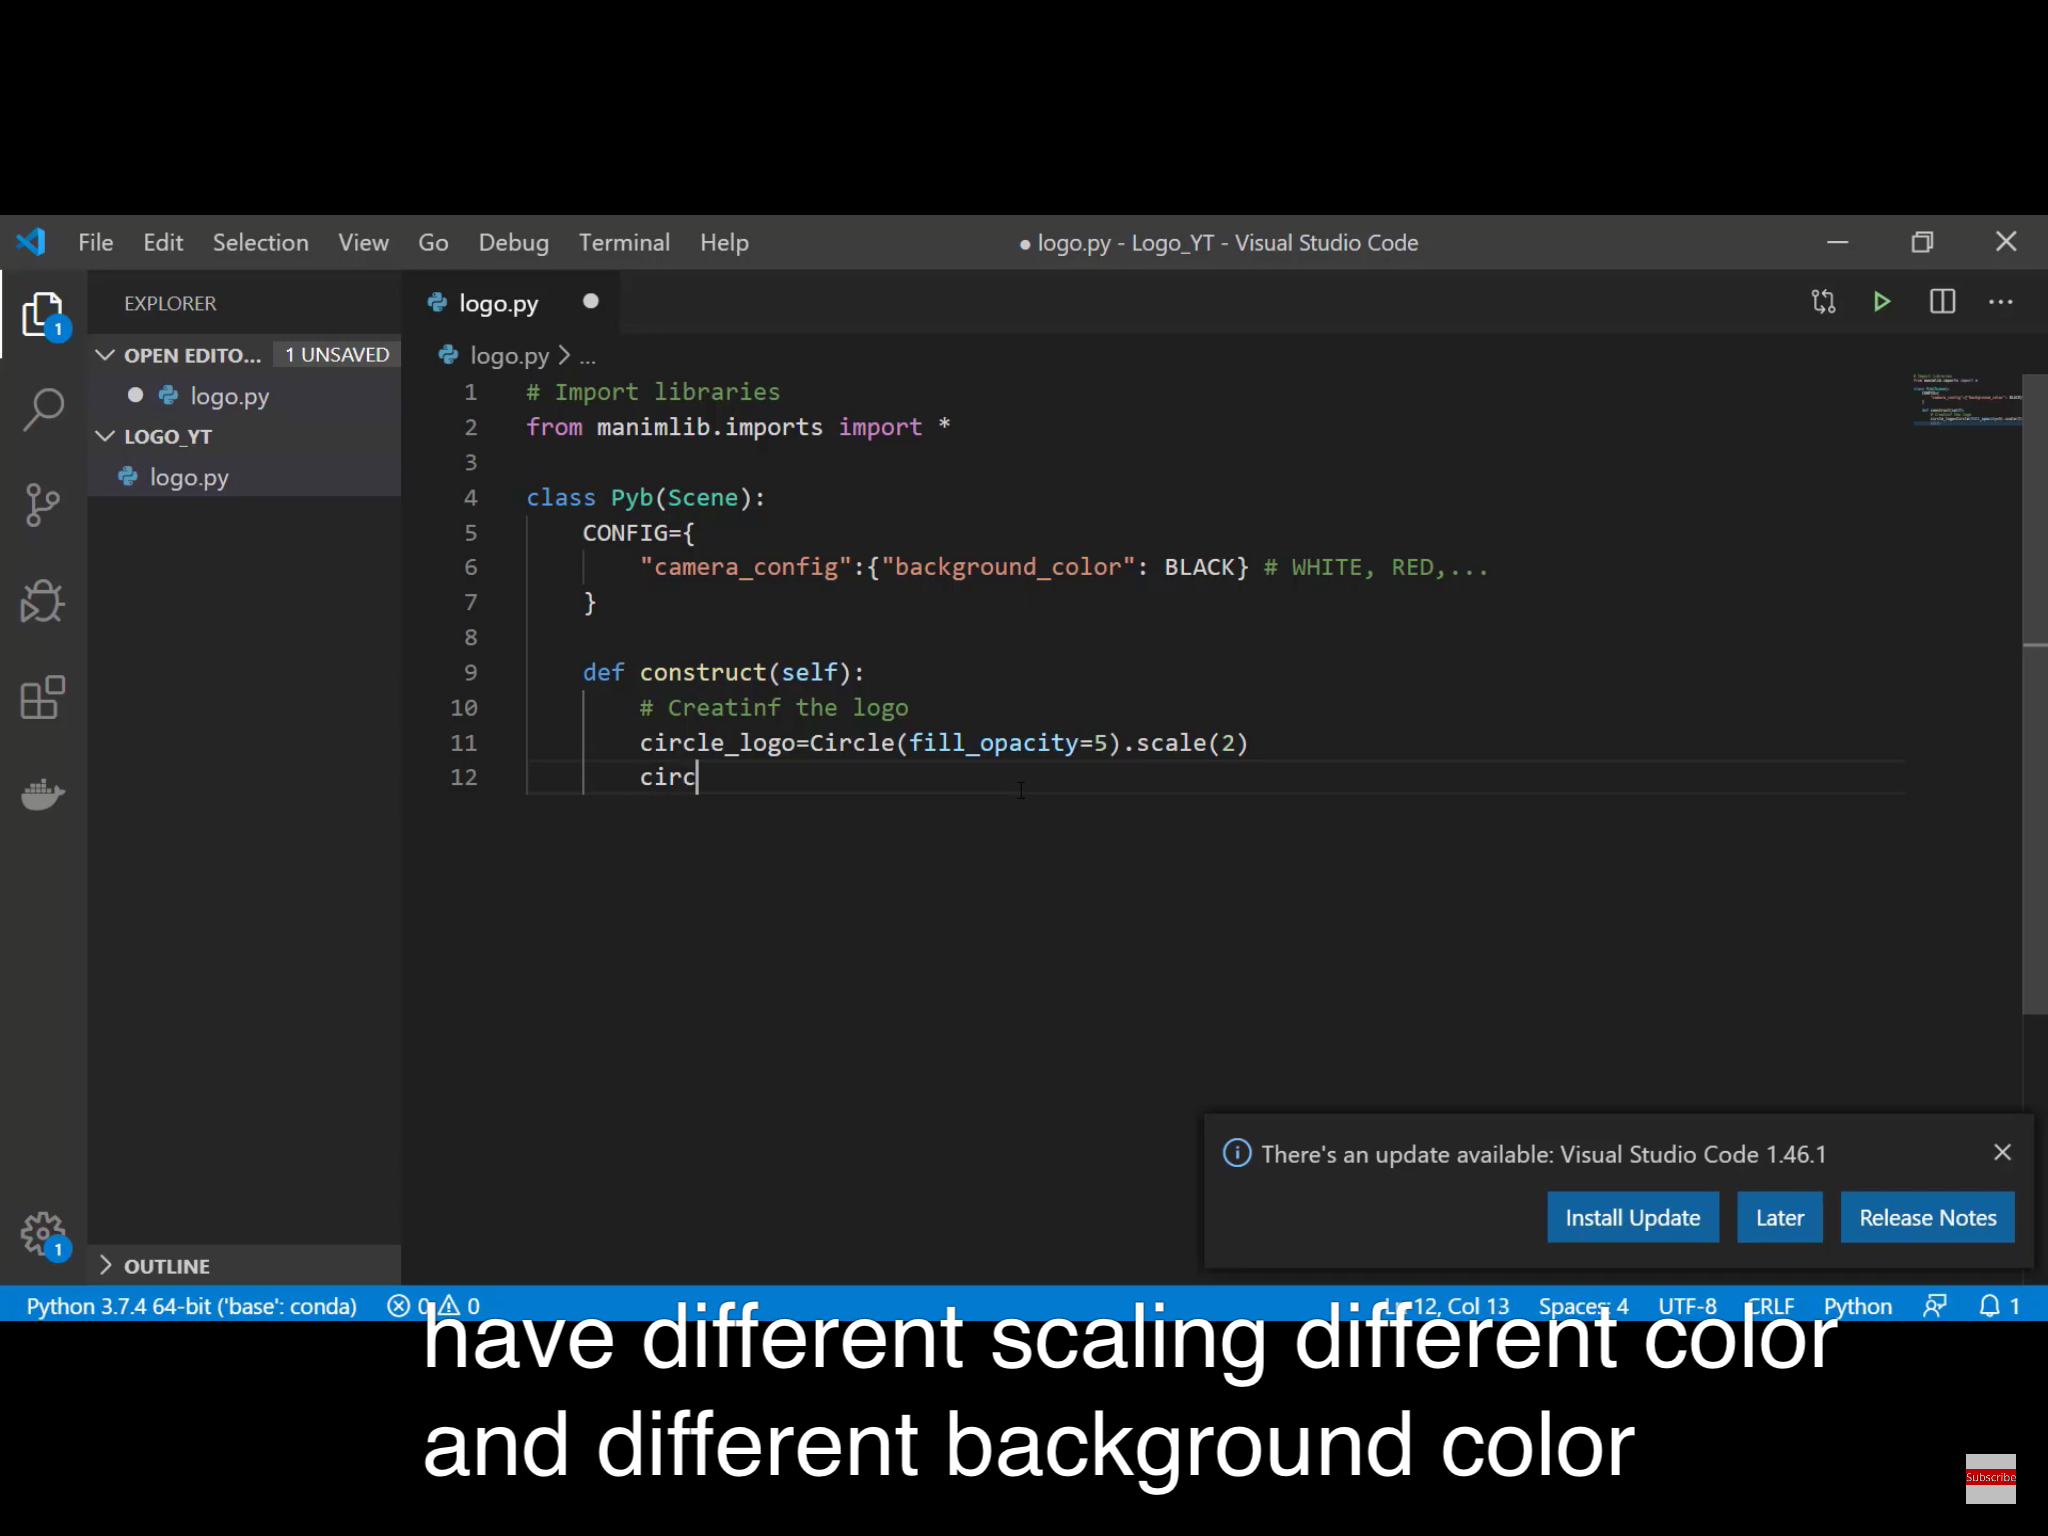 File Edit Selection View Go Debug Terminal Help
● logo.py - Logo_YT - Visual Studio Code
EXPLORER
OPEN EDITO... 1 UNSAVED
logo.py
LOGO_YT
logo.py
OUTLINE
logo.py
logo.py > ...
1 # Import libraries
2 from manimlib.imports import *
3
4 class Pyb(Scene):
5 CONFIG={
6 "camera_config":{"background_color": BLACK} # WHITE, RED,...
7 }
8
9 def construct(self):
10 # Creatinf the logo
11 circle_logo=Circle(fill_opacity=5).scale(2)
12 circ
There's an update available: Visual Studio Code 1.46.1
Install Update Later Release Notes
1
1
Python 3.7.4 64-bit ('base': conda) 0 0 Ln 12, Col 13 Spaces: 4 UTF-8 CRLF Python 1
have different scaling different color
and different background color
Subscribe